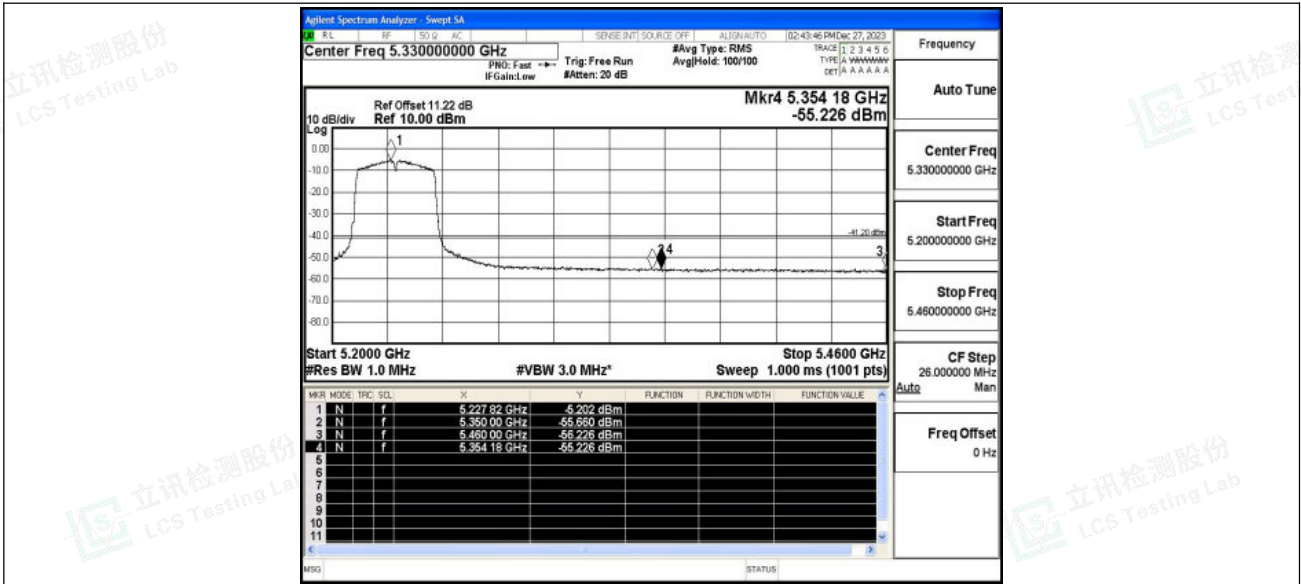 Agilent Spectrum Analyzer - Swept SA
RL RF 50 Ω AC SENSE:INT SOURCE OFF ALIGN AUTO 02:43:46 PM Dec 27, 2023
Center Freq 5.330000000 GHz
PNO: Fast
IFGain:Low
Trig: Free Run
#Atten: 20 dB
#Avg Type: RMS
Avg|Hold: 100/100
TRACE 1 2 3 4 5 6
TYPE A
DET A A A A A A
Frequency
Auto Tune
Center Freq
5.330000000 GHz
Start Freq
5.200000000 GHz
Stop Freq
5.460000000 GHz
CF Step
26.000000 MHz
Auto Man
Freq Offset
0 Hz
Mkr4 5.354 18 GHz
-55.226 dBm
Ref Offset 11.22 dB
10 dB/div Ref 10.00 dBm
Log
0.00
-10.0
-20.0
-30.0
-40.0
-50.0
-60.0
-70.0
-80.0
1
4
3
-41.20 dBm
Start 5.2000 GHz Stop 5.4600 GHz
#Res BW 1.0 MHz #VBW 3.0 MHz* Sweep 1.000 ms (1001 pts)
MKR MODE TRC SCL X Y FUNCTION FUNCTION WIDTH FUNCTION VALUE
1 N f 5.227 82 GHz -5.202 dBm
2 N f 5.350 00 GHz -55.660 dBm
3 N f 5.460 00 GHz -56.226 dBm
4 N f 5.354 18 GHz -55.226 dBm
5
6
7
8
9
10
11
MSG STATUS
立讯检测股份
LCS Testing Lab
立讯检测股份
LCS Testing Lab
立讯检测股份
LCS Testing Lab